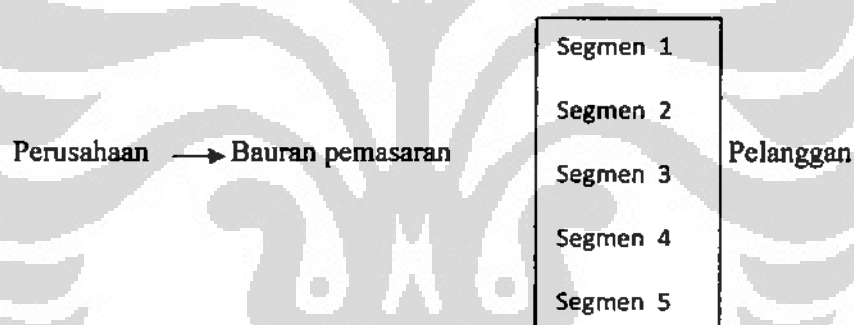 Segmen 1
Segmen 2
Perusahaan → Bauran pemasaran
Pelanggan
Segmen 3
Segmen 4
Segmen 5